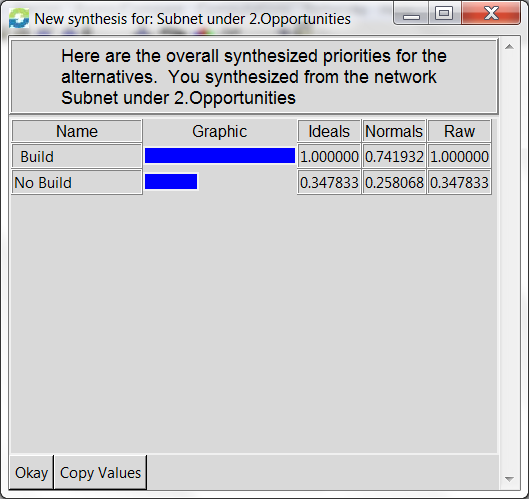 New synthesis for: Subnet under 2.Opportunities
Here are the overall synthesized priorities for the
alternatives.  You synthesized from the network
Subnet under 2.Opportunities
Name Graphic Ideals Normals Raw
Build 1.000000 0.741932 1.000000
No Build 0.347833 0.258068 0.347833
Okay Copy Values